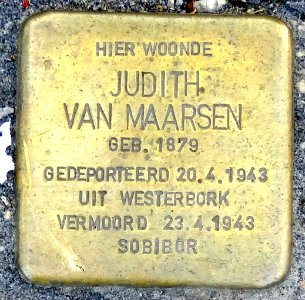 HIER WOONDE
JUDITH
VAN MAARSEN
GEB. 1879
GEDEPORTEERD 20.4.1943
UIT WESTERBORK
VERMOORD 23.4.1943
SOBIBOR